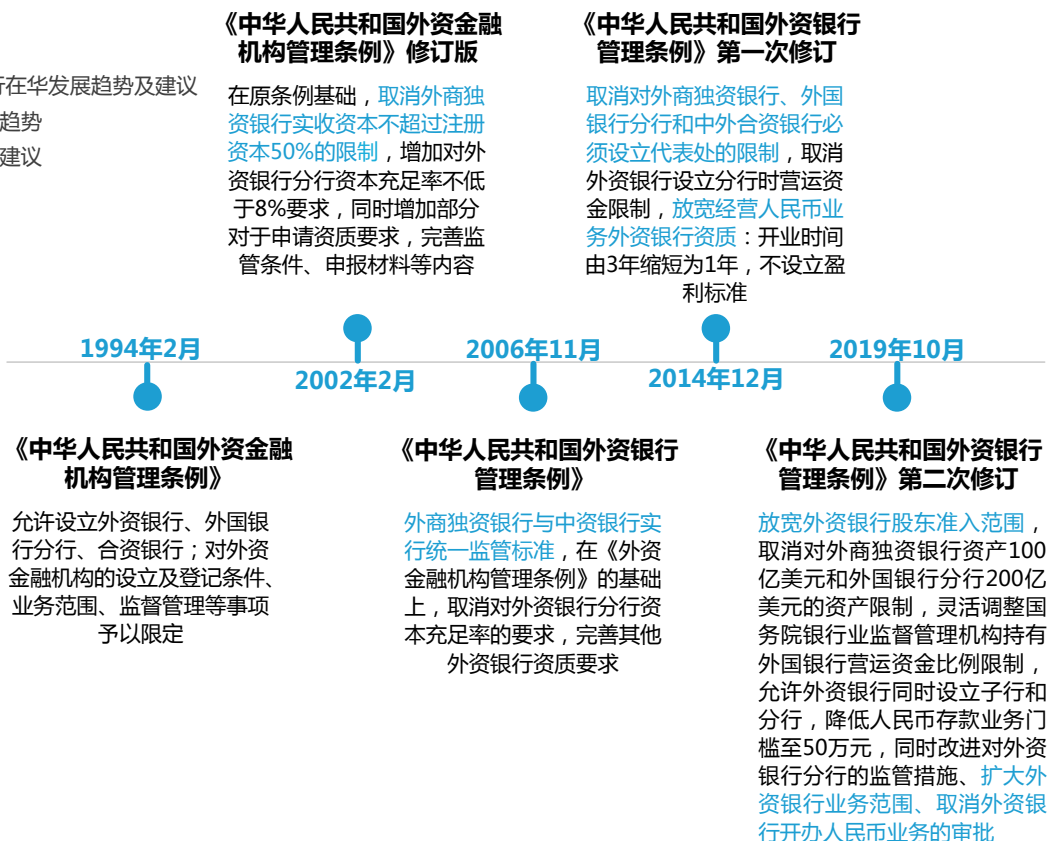 《中华人民共和国外资金融
机构管理条例》修订版
在原条例基础，取消外商独
资银行实收资本不超过注册
资本50%的限制，增加对外
资银行分行资本充足率不低
于8%要求，同时增加部分
对于申请资质要求，完善监
管条件、申报材料等内容
《中华人民共和国外资银行
管理条例》第一次修订
取消对外商独资银行、外国
银行分行和中外合资银行必
须设立代表处的限制，取消
外资银行设立分行时营运资
金限制，放宽经营人民币业
务外资银行资质：开业时间
由3年缩短为1年，不设立盈
利标准
行在华发展趋势及建议
趋势
建议
1994年2月
2002年2月
2006年11月
2014年12月
2019年10月
《中华人民共和国外资金融
机构管理条例》
允许设立外资银行、外国银
行分行、合资银行；对外资
金融机构的设立及登记条件、
业务范围、监督管理等事项
予以限定
《中华人民共和国外资银行
管理条例》
外商独资银行与中资银行实
行统一监管标准，在《外资
金融机构管理条例》的基础
上，取消对外资银行分行资
本充足率的要求，完善其他
外资银行资质要求
《中华人民共和国外资银行
管理条例》第二次修订
放宽外资银行股东准入范围，
取消对外商独资银行资产100
亿美元和外国银行分行200亿
美元的资产限制，灵活调整国
务院银行业监督管理机构持有
外国银行营运资金比例限制，
允许外资银行同时设立子行和
分行，降低人民币存款业务门
槛至50万元，同时改进对外资
银行分行的监管措施、扩大外
资银行业务范围、取消外资银
行开办人民币业务的审批